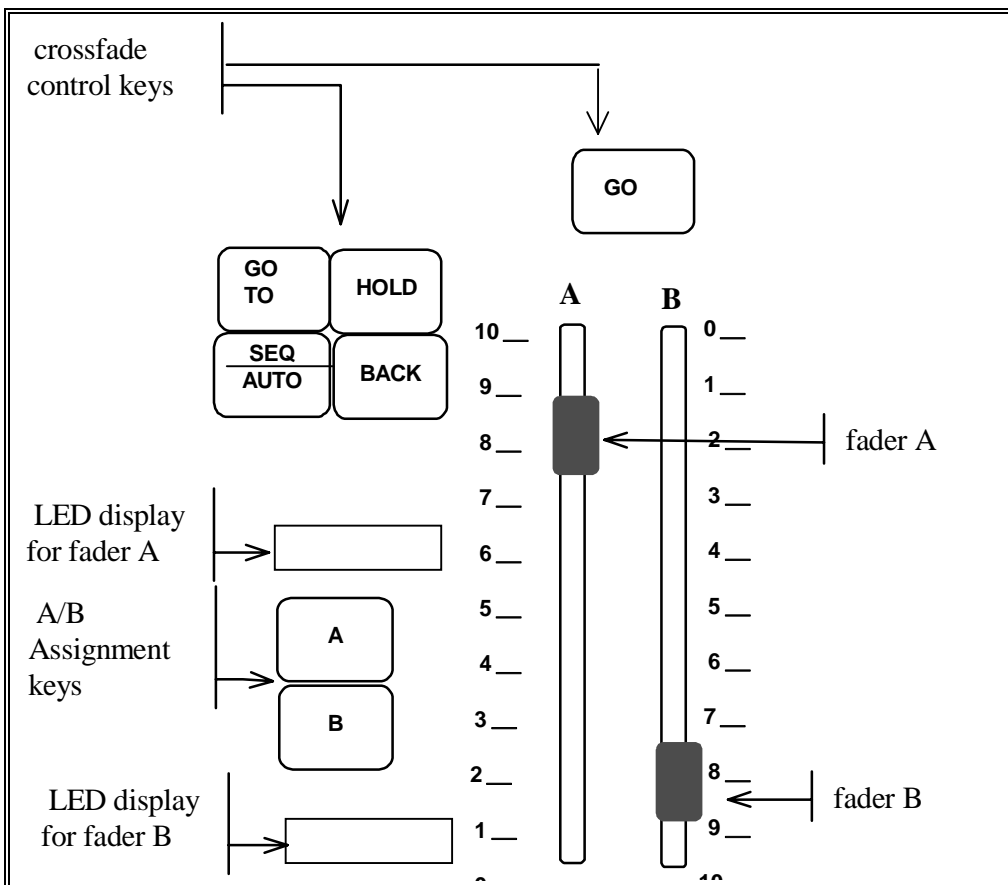 crossfade
control keys
GO
GO
TO
HOLD
SEQ
AUTO
BACK
A
B
10
9
8
7
6
5
4
3
2
1
0
1
2
3
4
5
6
7
8
9
fader A
LED display
for fader A
A/B
Assignment
keys
A
B
LED display
for fader B
fader B